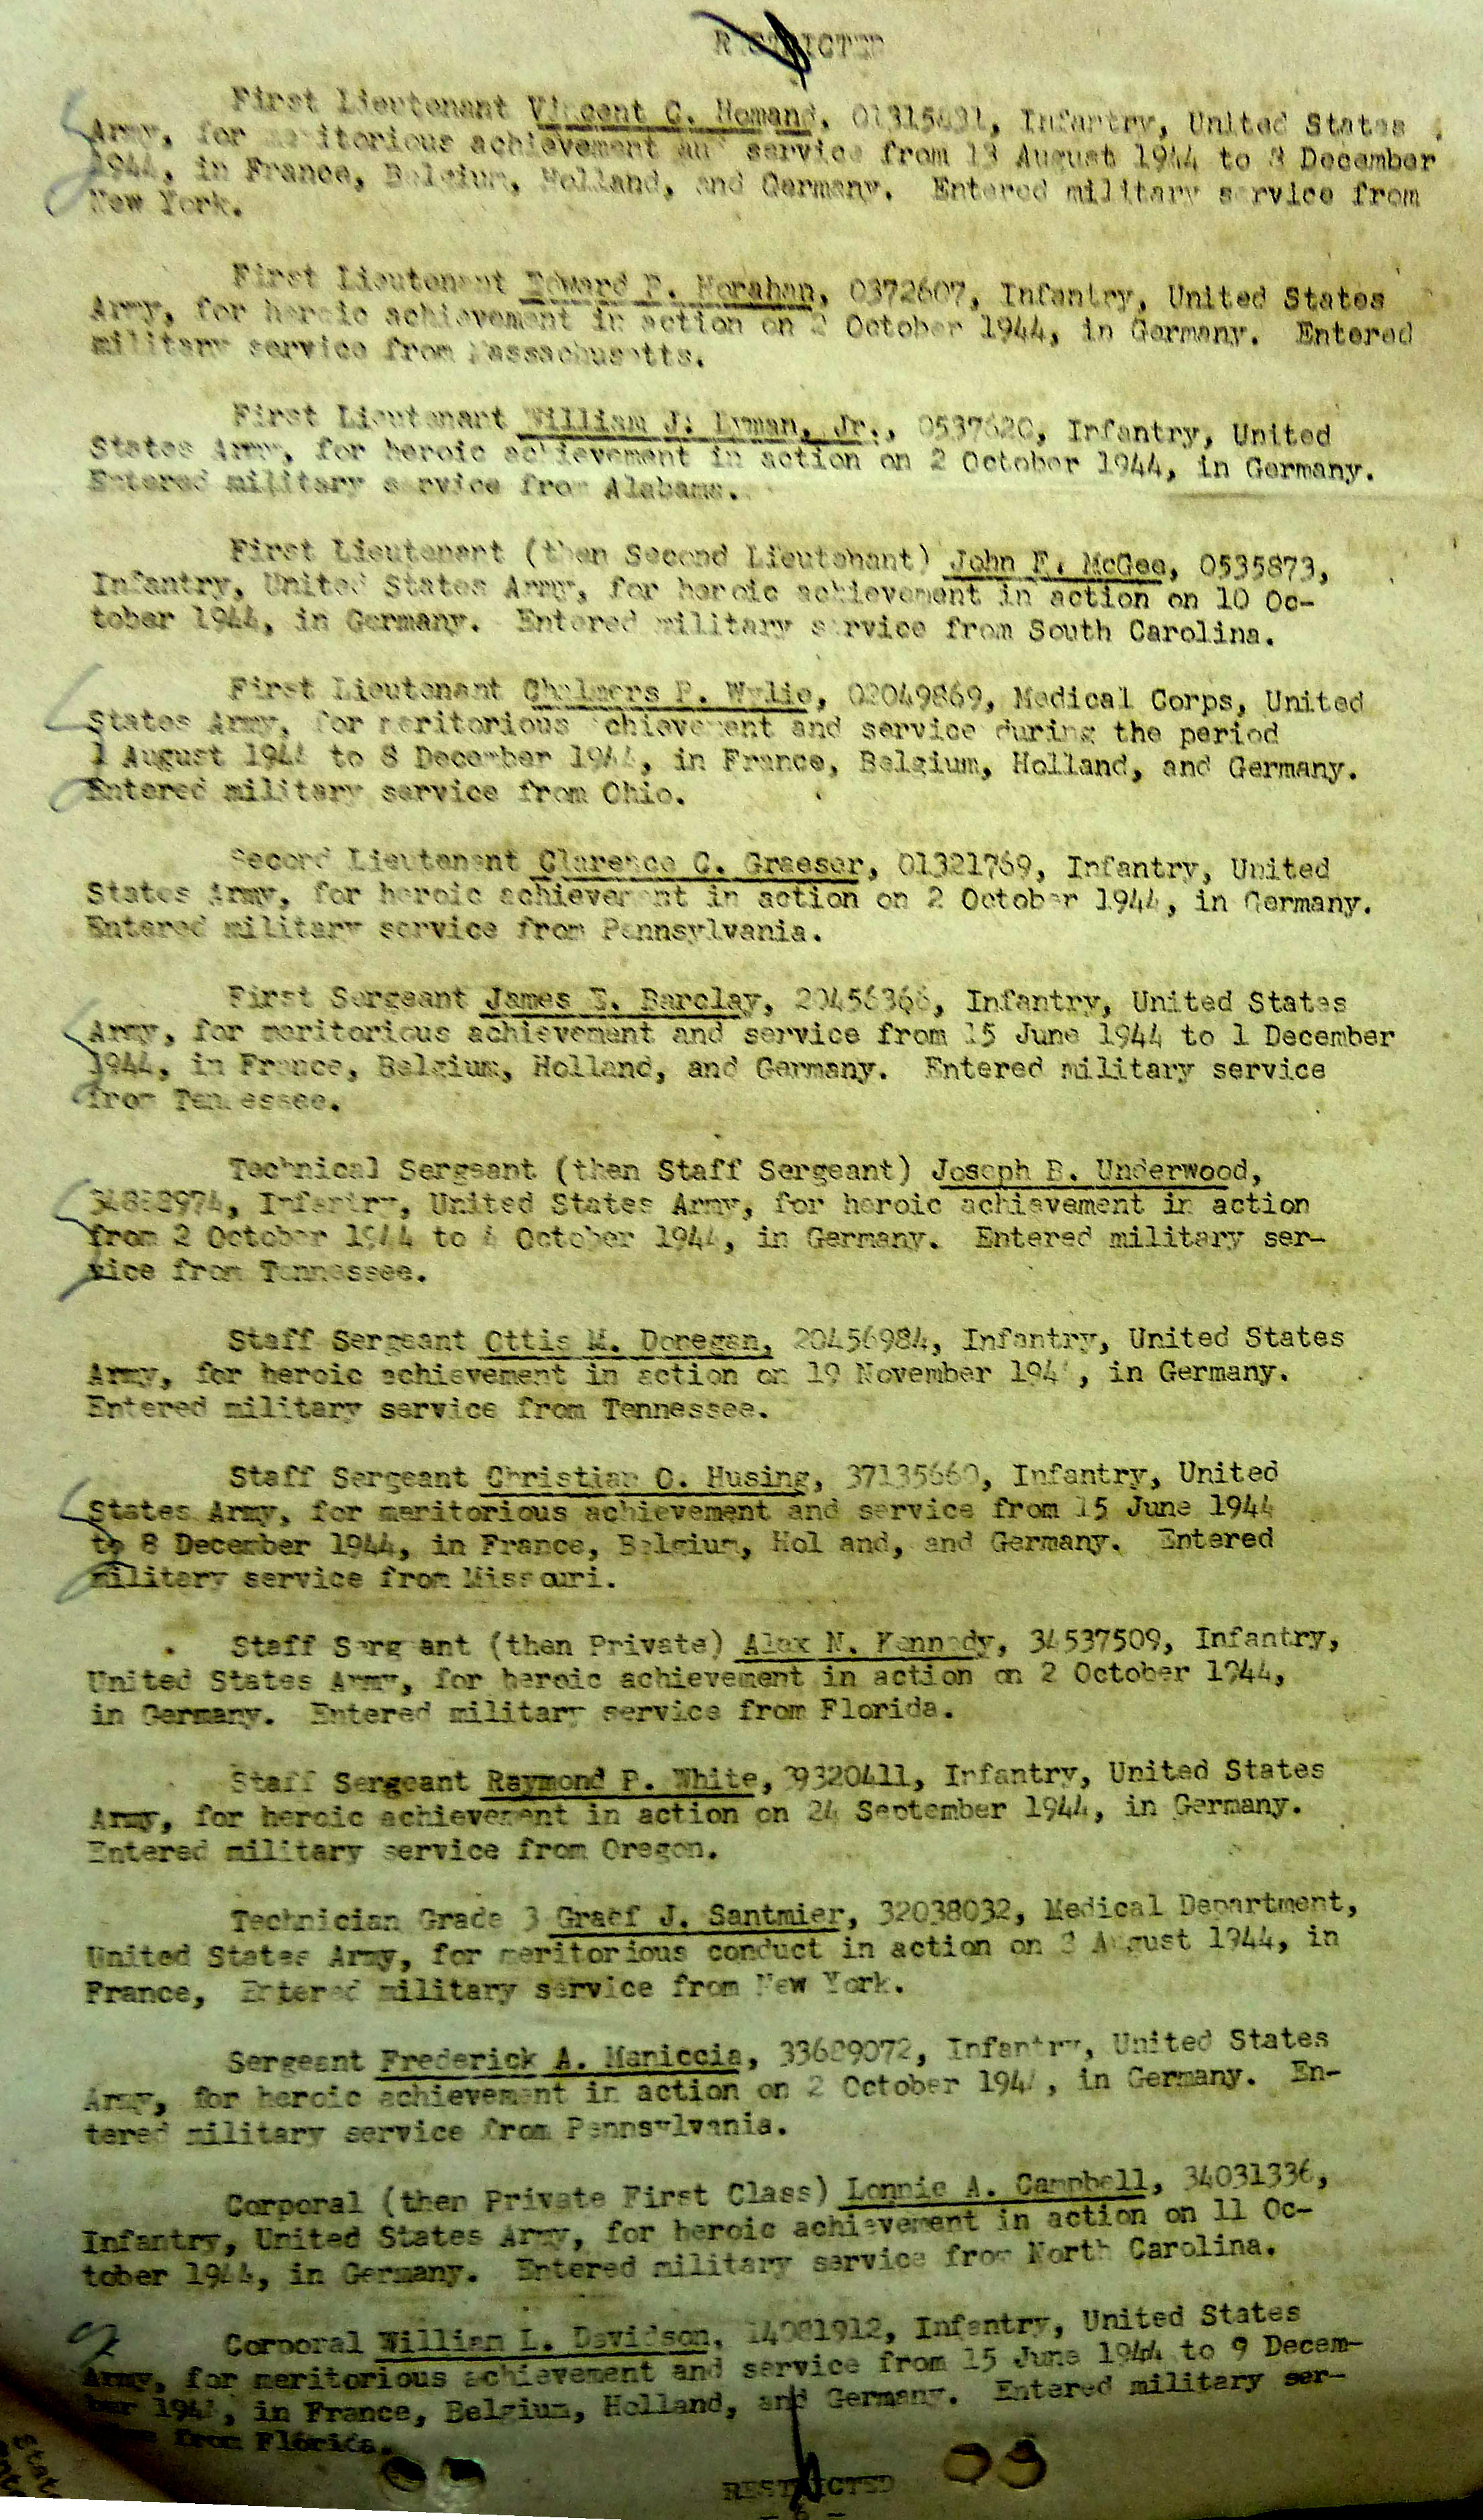 RESTRICTED
First Lieutenant Vincent C. Homand, Infantry, United States
Army, for meritorious achievement and service from 13 August 1944 to 8 December
1944, in France, Belgium, Holland, and Germany. Entered military service from
New York.
First Lieutenant Edward P. Morahan, 0372607, Infantry, United States
Army, for heroic achievement in action on 2 October 1944, in Germany. Entered
military service from Massachusetts.
First Lieutenant William J. Lyman, Jr., 0537620, Infantry, United
States Army, for heroic achievement in action on 2 October 1944, in Germany.
Entered military service from Alabama.
First Lieutenant (then Second Lieutenant) John F. McGee, 0535873,
Infantry, United States Army, for heroic achievement in action on 10 Oc-
tober 1944, in Germany. Entered military service from South Carolina.
First Lieutenant Chalmers P. Wylie, 02049869, Medical Corps, United
States Army, for meritorious achievement and service during the period
1 August 1944 to 8 December 1944, in France, Belgium, Holland, and Germany.
Entered military service from Ohio.
Second Lieutenant Clarence C. Graeser, 01321769, Infantry, United
States Army, for heroic achievement in action on 2 October 1944, in Germany.
Entered military service from Pennsylvania.
First Sergeant James E. Barclay, 20456366, Infantry, United States
Army, for meritorious achievement and service from 15 June 1944 to 1 December
1944, in France, Belgium, Holland, and Germany. Entered military service
from Tennessee.
Technical Sergeant (then Staff Sergeant) Joseph B. Underwood,
Infantry, United States Army, for heroic achievement in action
from 2 October 1944 to 6 October 1944, in Germany. Entered military ser-
vice from Tennessee.
Staff Sergeant Ottis M. Doregan, 20456984, Infantry, United States
Army, for heroic achievement in action on 19 November 1944, in Germany.
Entered military service from Tennessee.
Staff Sergeant Christian O. Husing, 37135660, Infantry, United
States Army, for meritorious achievement and service from 15 June 1944
to 8 December 1944, in France, Belgium, Holland, and Germany. Entered
military service from Missouri.
Staff Sergeant (then Private) Alex N. Kennedy, 34537509, Infantry,
United States Army, for heroic achievement in action on 2 October 1944,
in Germany. Entered military service from Florida.
Staff Sergeant Raymond P. White, 39320411, Infantry, United States
Army, for heroic achievement in action on 24 September 1944, in Germany.
Entered military service from Oregon.
Technician Grade 3 Graef J. Santmier, 32038032, Medical Department,
United States Army, for meritorious conduct in action on August 1944, in
France, Entered military service from New York.
Sergeant Frederick A. Maniccia, 33629072, Infantry, United States
Army, for heroic achievement in action on 2 October 1944, in Germany. En-
tered military service from Pennsylvania.
Corporal (then Private First Class) Lonnie A. Campbell, 34031336,
Infantry, United States Army, for heroic achievement in action on 11 Oc-
tober 1944, in Germany. Entered military service from North Carolina.
Corporal William L. Davidson, 14081912, Infantry, United States
Army, for meritorious achievement and service from 15 June 1944 to 9 Decem-
ber 1944, in France, Belgium, Holland, and Germany. Entered military ser-
vice from Florida.
RESTRICTED
- 6 -